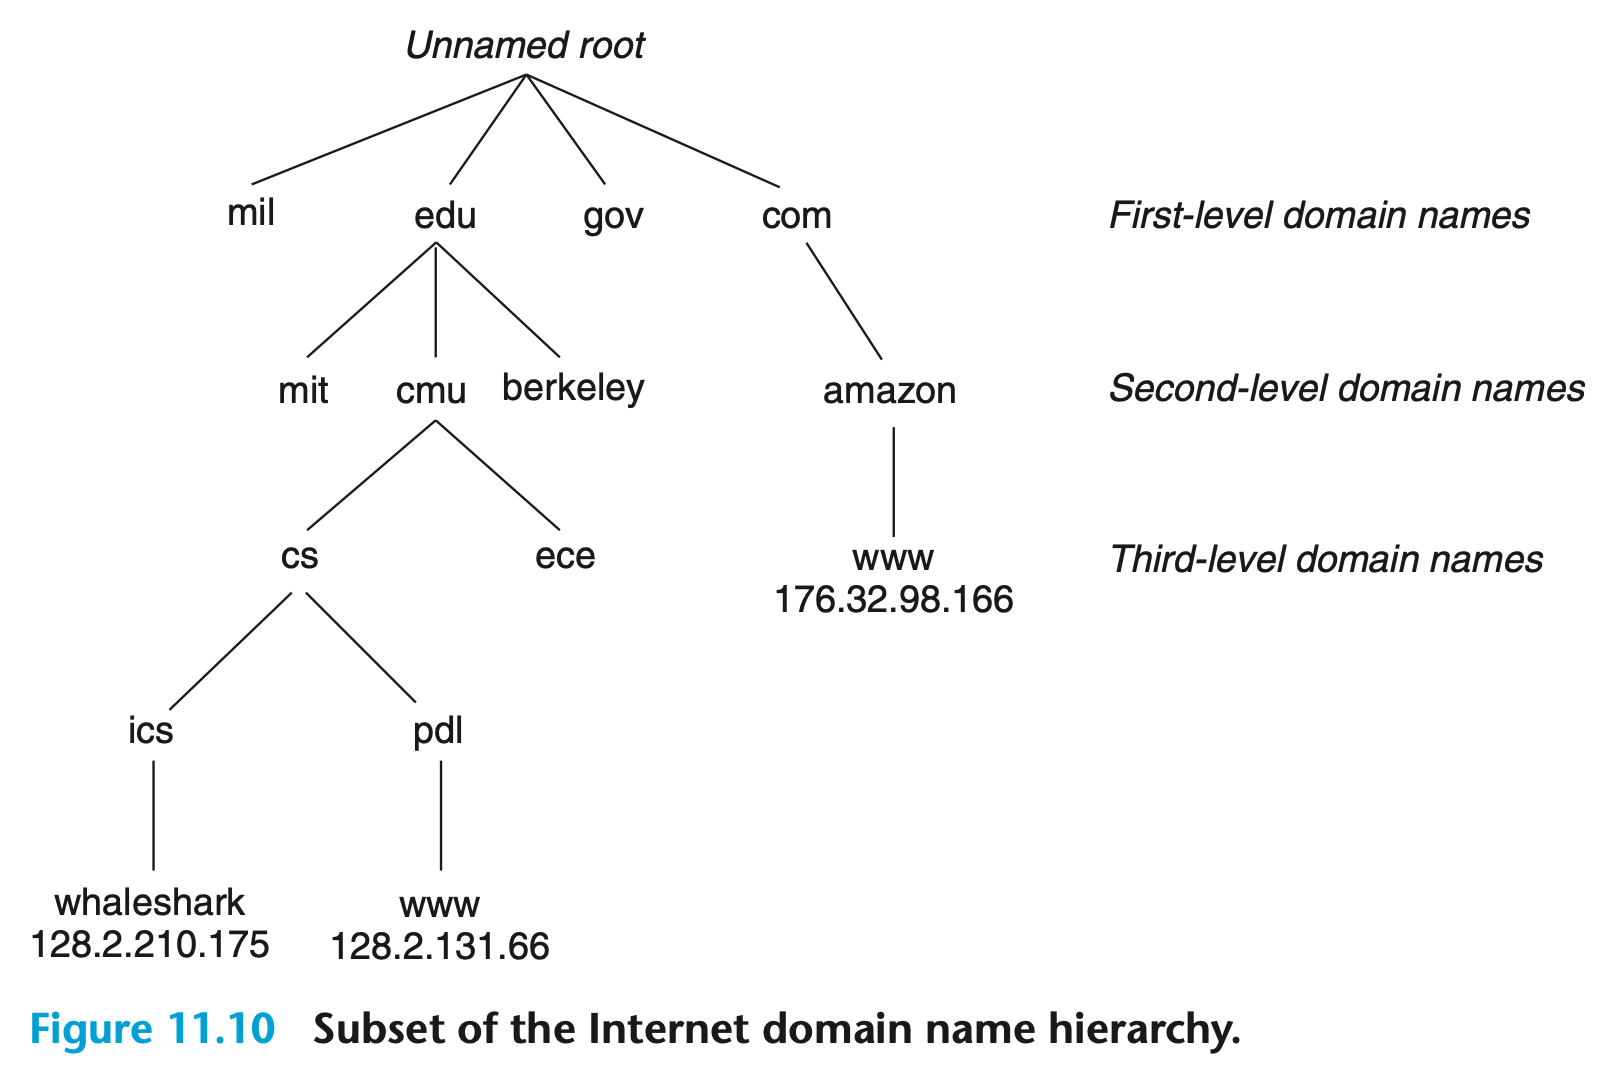 Unnamed root
mil edu gov com First-level domain names
mit cmu berkeley amazon Second-level domain names
cs ece www Third-level domain names
176.32.98.166
ics pdl
whaleshark www
128.2.210.175 128.2.131.66
Figure 11.10 Subset of the Internet domain name hierarchy.